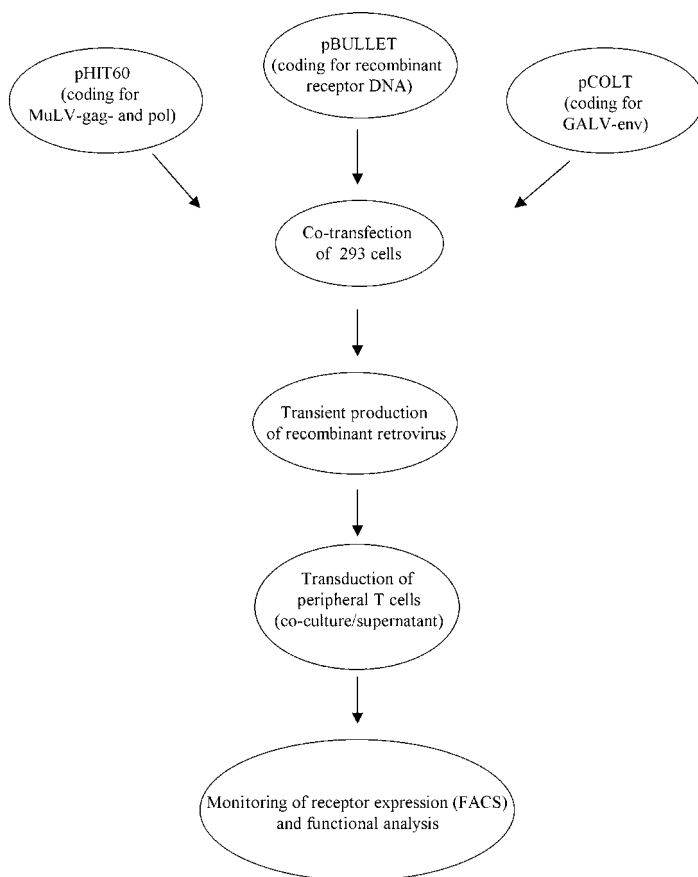 pHIT60
(coding for
MuLV-gag- and pol)
pBULLET
(coding for recombinant
receptor DNA)
pCOLT
(coding for
GALV-env)
Co-transfection
of 293 cells
Transient production
of recombinant retrovirus
Transduction of
peripheral T cells
(co-culture/supernatant)
Monitoring of receptor expression (FACS)
and functional analysis